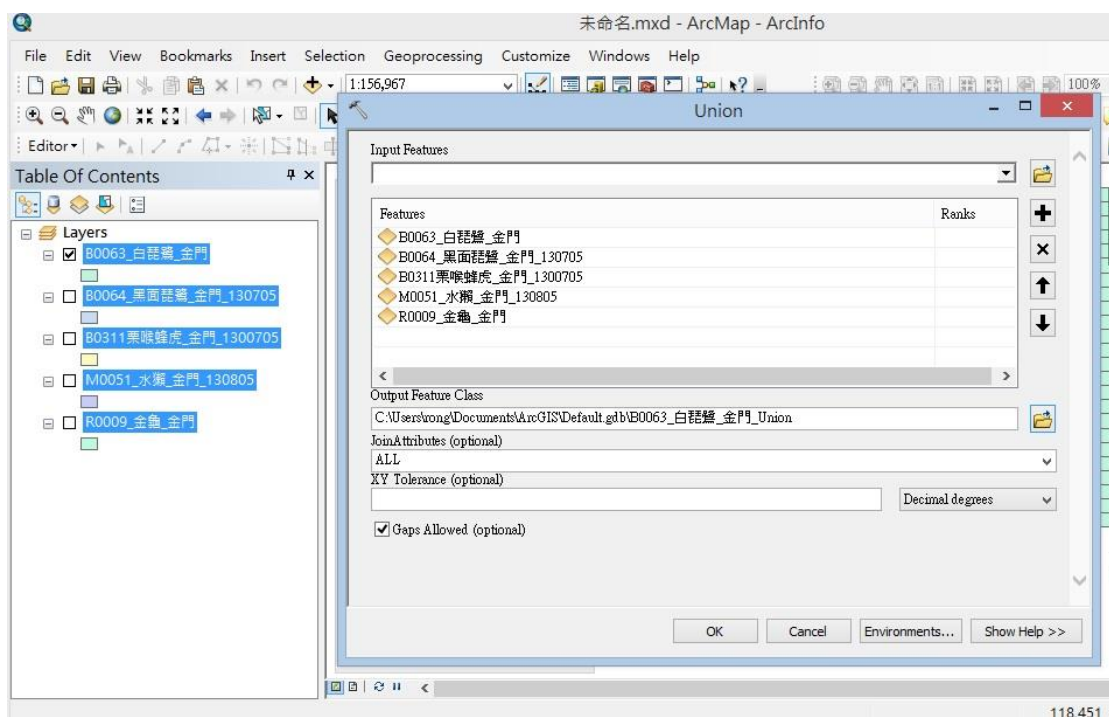 未命名.mxd - ArcMap - ArcInfo
File Edit View Bookmarks Insert Selection Geoprocessing Customize Windows Help
1:156,967
100%
Union
Editor
Input Features
Table Of Contents
Features Ranks
Layers
B0063_白琵鷺_金門
B0064_黑面琵鷺_金門_130705
B0311栗喉蜂虎_金門_1300705
M0051_水獺_金門_130805
R0009_金龜_金門
B0063_白琵鷺_金門
B0064_黑面琵鷺_金門_130705
B0311栗喉蜂虎_金門_1300705
M0051_水獺_金門_130805
R0009_金龜_金門
Output Feature Class
C:\Users\rong\Documents\ArcGIS\Default.gdb\B0063_白琵鷺_金門_Union
JoinAttributes (optional)
ALL
XY Tolerance (optional)
Decimal degrees
Gaps Allowed (optional)
OK Cancel Environments... Show Help >>
118.451